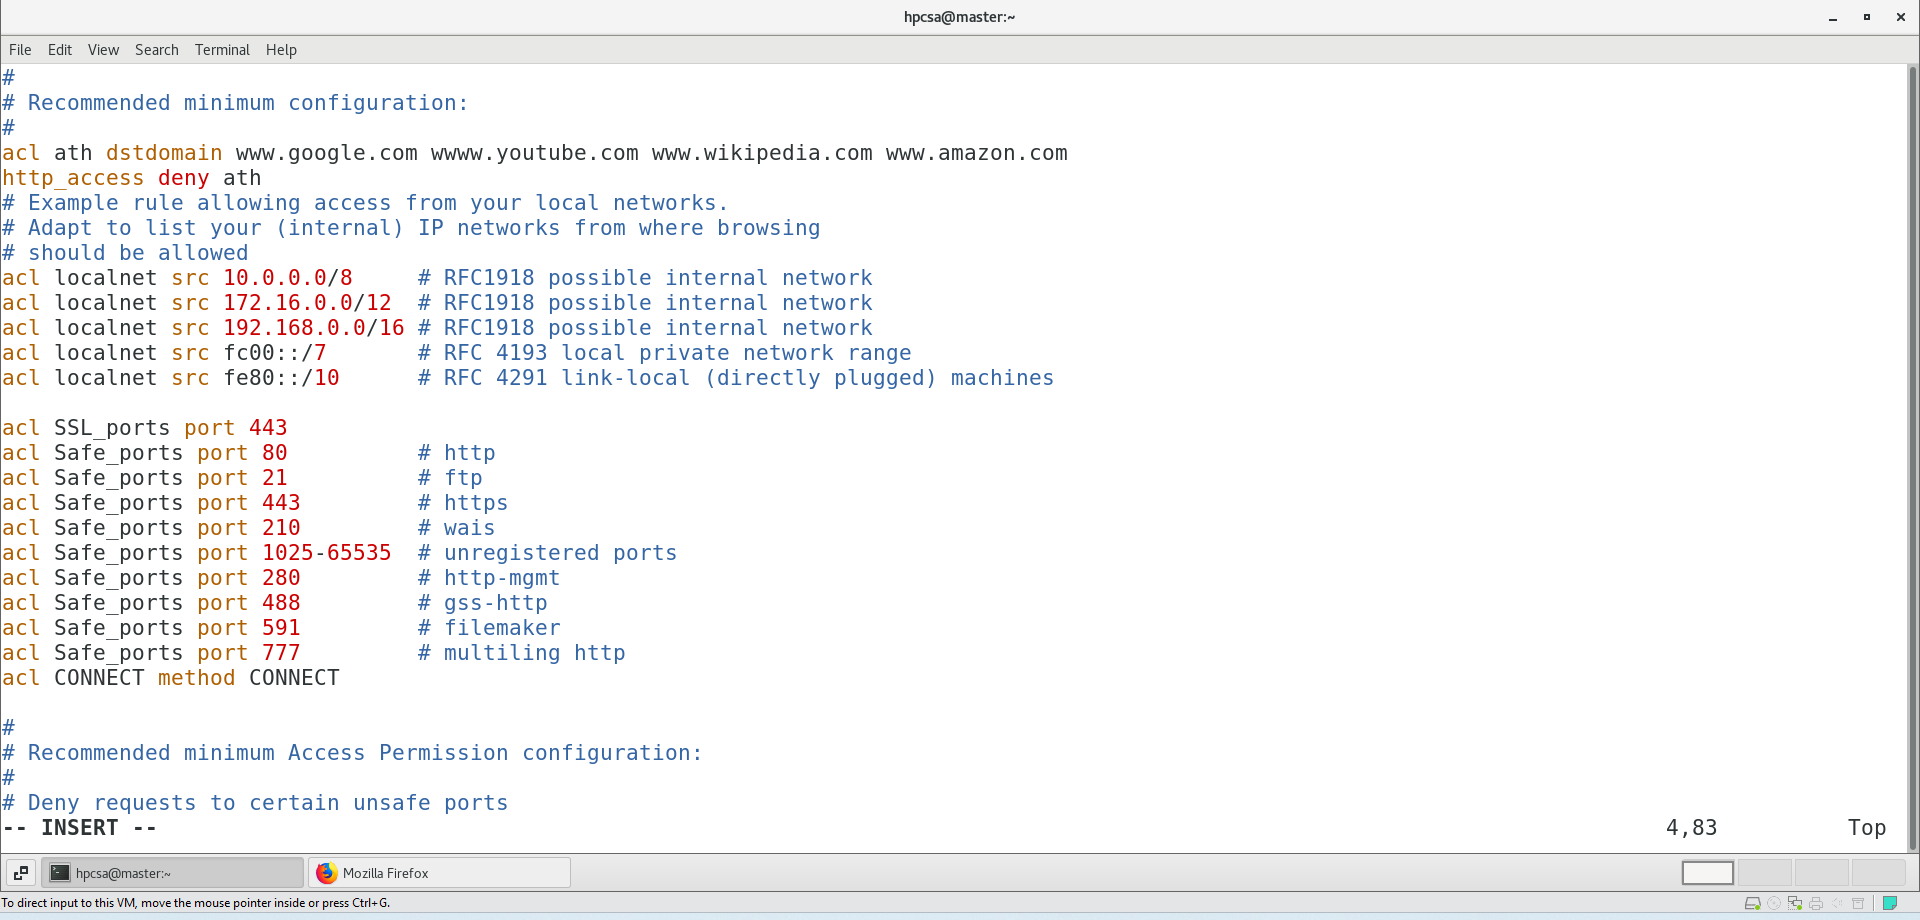 hpcsa@master:~
File Edit View Search Terminal Help
#
# Recommended minimum configuration:
#
acl ath dstdomain www.google.com wwww.youtube.com www.wikipedia.com www.amazon.com
http_access deny ath
# Example rule allowing access from your local networks.
# Adapt to list your (internal) IP networks from where browsing
# should be allowed
acl localnet src 10.0.0.0/8     # RFC1918 possible internal network
acl localnet src 172.16.0.0/12  # RFC1918 possible internal network
acl localnet src 192.168.0.0/16 # RFC1918 possible internal network
acl localnet src fc00::/7       # RFC 4193 local private network range
acl localnet src fe80::/10      # RFC 4291 link-local (directly plugged) machines
acl SSL_ports port 443
acl Safe_ports port 80          # http
acl Safe_ports port 21          # ftp
acl Safe_ports port 443         # https
acl Safe_ports port 210         # wais
acl Safe_ports port 1025-65535  # unregistered ports
acl Safe_ports port 280         # http-mgmt
acl Safe_ports port 488         # gss-http
acl Safe_ports port 591         # filemaker
acl Safe_ports port 777         # multiling http
acl CONNECT method CONNECT
#
# Recommended minimum Access Permission configuration:
#
# Deny requests to certain unsafe ports
-- INSERT -- 4,83 Top
hpcsa@master:~ Mozilla Firefox
To direct input to this VM, move the mouse pointer inside or press Ctrl+G.